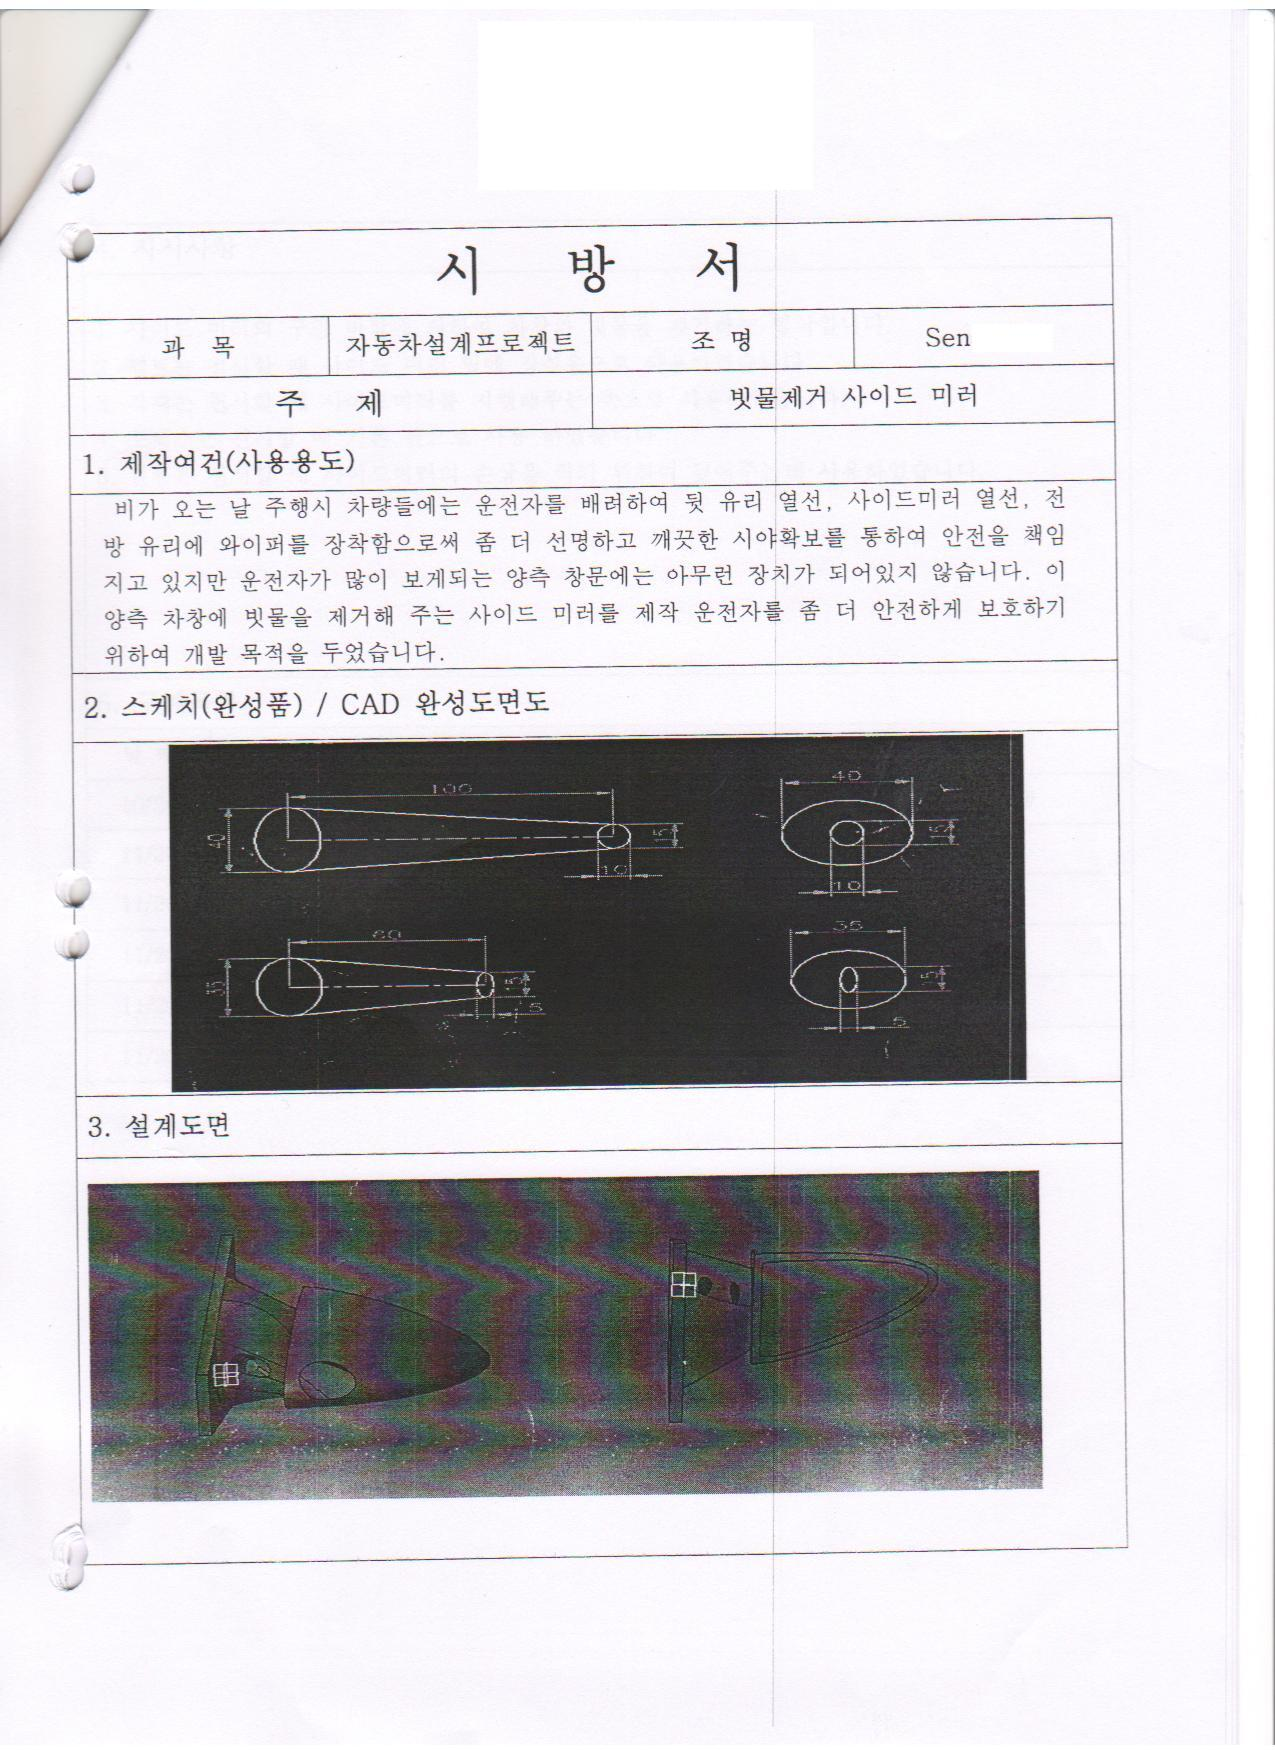 시 방 서
과 목 자동차설계프로젝트 조 명 Sen
주 제 빗물제거 사이드 미러
1. 제작여건(사용용도)
비가 오는 날 주행시 차량들에는 운전자를 배려하여 뒷 유리 열선, 사이드미러 열선, 전
방 유리에 와이퍼를 장착함으로써 좀 더 선명하고 깨끗한 시야확보를 통하여 안전을 책임
지고 있지만 운전자가 많이 보게되는 양측 창문에는 아무런 장치가 되어있지 않습니다. 이
양측 차창에 빗물을 제거해 주는 사이드 미러를 제작 운전자를 좀 더 안전하게 보호하기
위하여 개발 목적을 두었습니다.
2. 스케치(완성품) / CAD 완성도면도
100 40
40 15 15
10 10
60 35
35 15 15
5 5
3. 설계도면